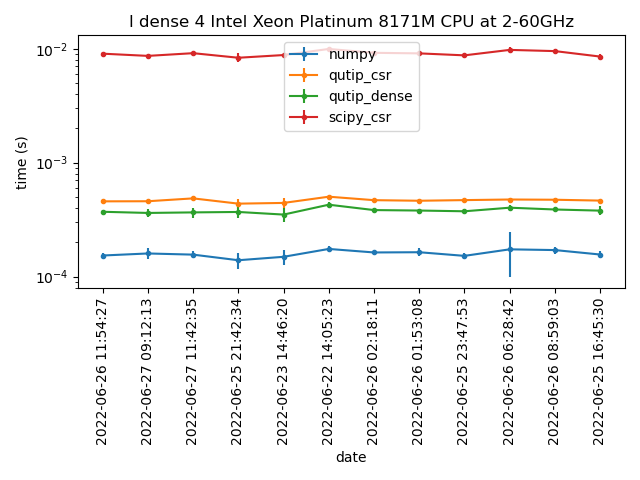 l dense 4 Intel Xeon Platinum 8171M CPU at 2-60GHz
numpy
qutip_csr
qutip_dense
scipy_csr
time (s)
10⁻²
10⁻³
10⁻⁴
2022-06-26 11:54:27
2022-06-27 09:12:13
2022-06-27 11:42:35
2022-06-25 21:42:34
2022-06-23 14:46:20
2022-06-22 14:05:23
2022-06-26 02:18:11
2022-06-26 01:53:08
2022-06-25 23:47:53
2022-06-26 06:28:42
2022-06-26 08:59:03
2022-06-25 16:45:30
date